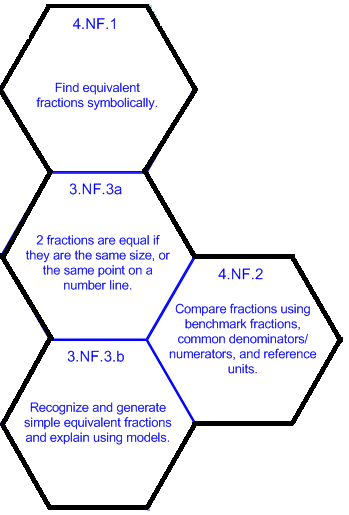 4.NF.1
Find equivalent
fractions symbolically.
3.NF.3a
2 fractions are equal if
they are the same size, or
the same point on a
number line.
4.NF.2
Compare fractions using
benchmark fractions,
common denominators/
numerators, and reference
units.
3.NF.3.b
Recognize and generate
simple equivalent fractions
and explain using models.